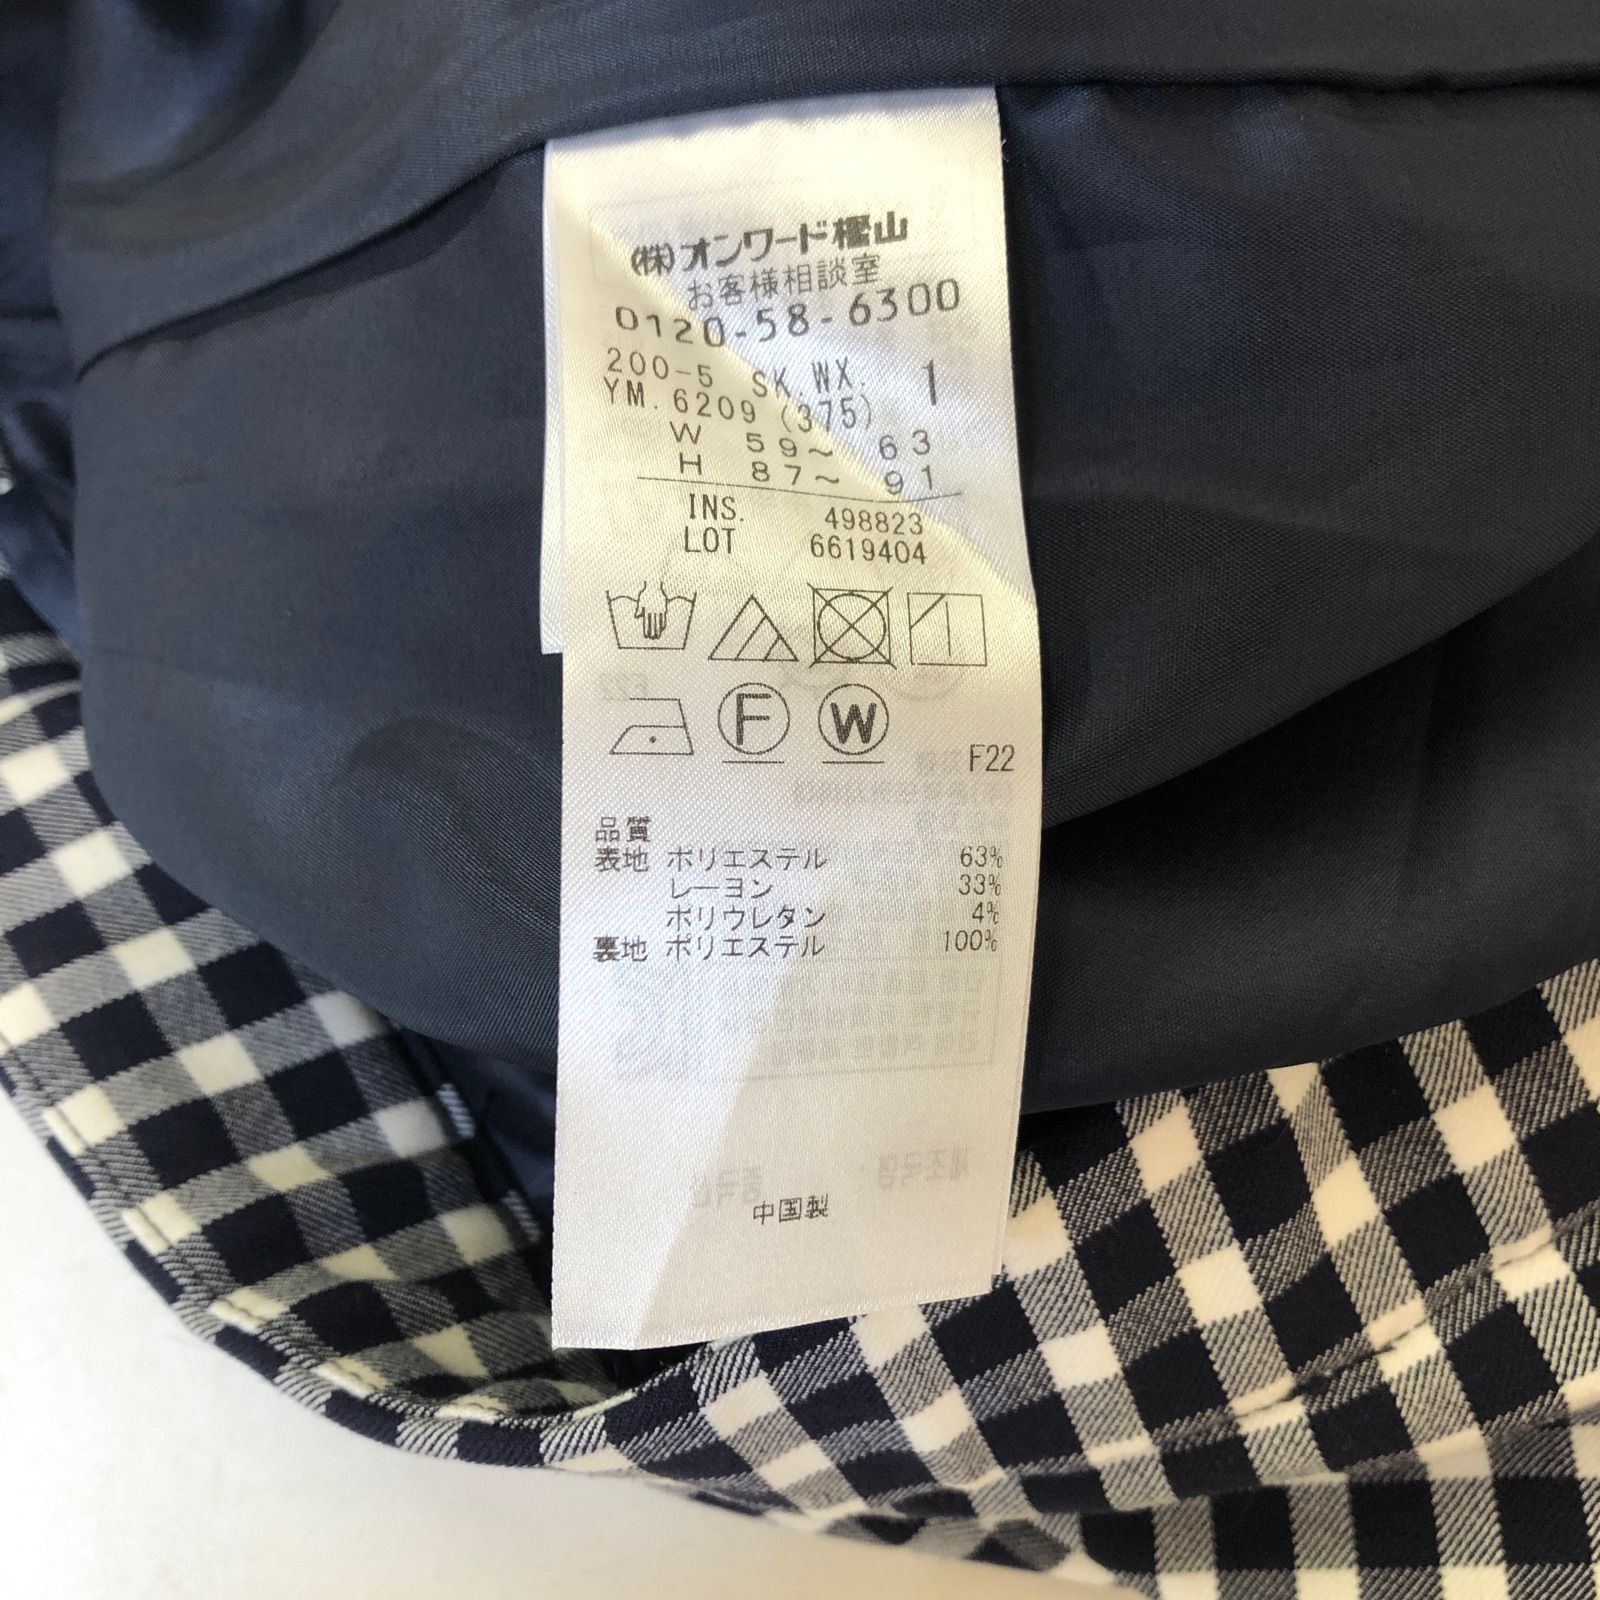 (株)オンワード樫山
お客様相談室
0120-58-6300
200-5 SK.WX. 1
YM.6209 (375)
W 59～ 63
H 87～ 91
INS. 498823
LOT 6619404
F
W
F22
品質
表地 ポリエステル 63%
レーヨン 33%
ポリウレタン 4%
裏地 ポリエステル 100%
中国製